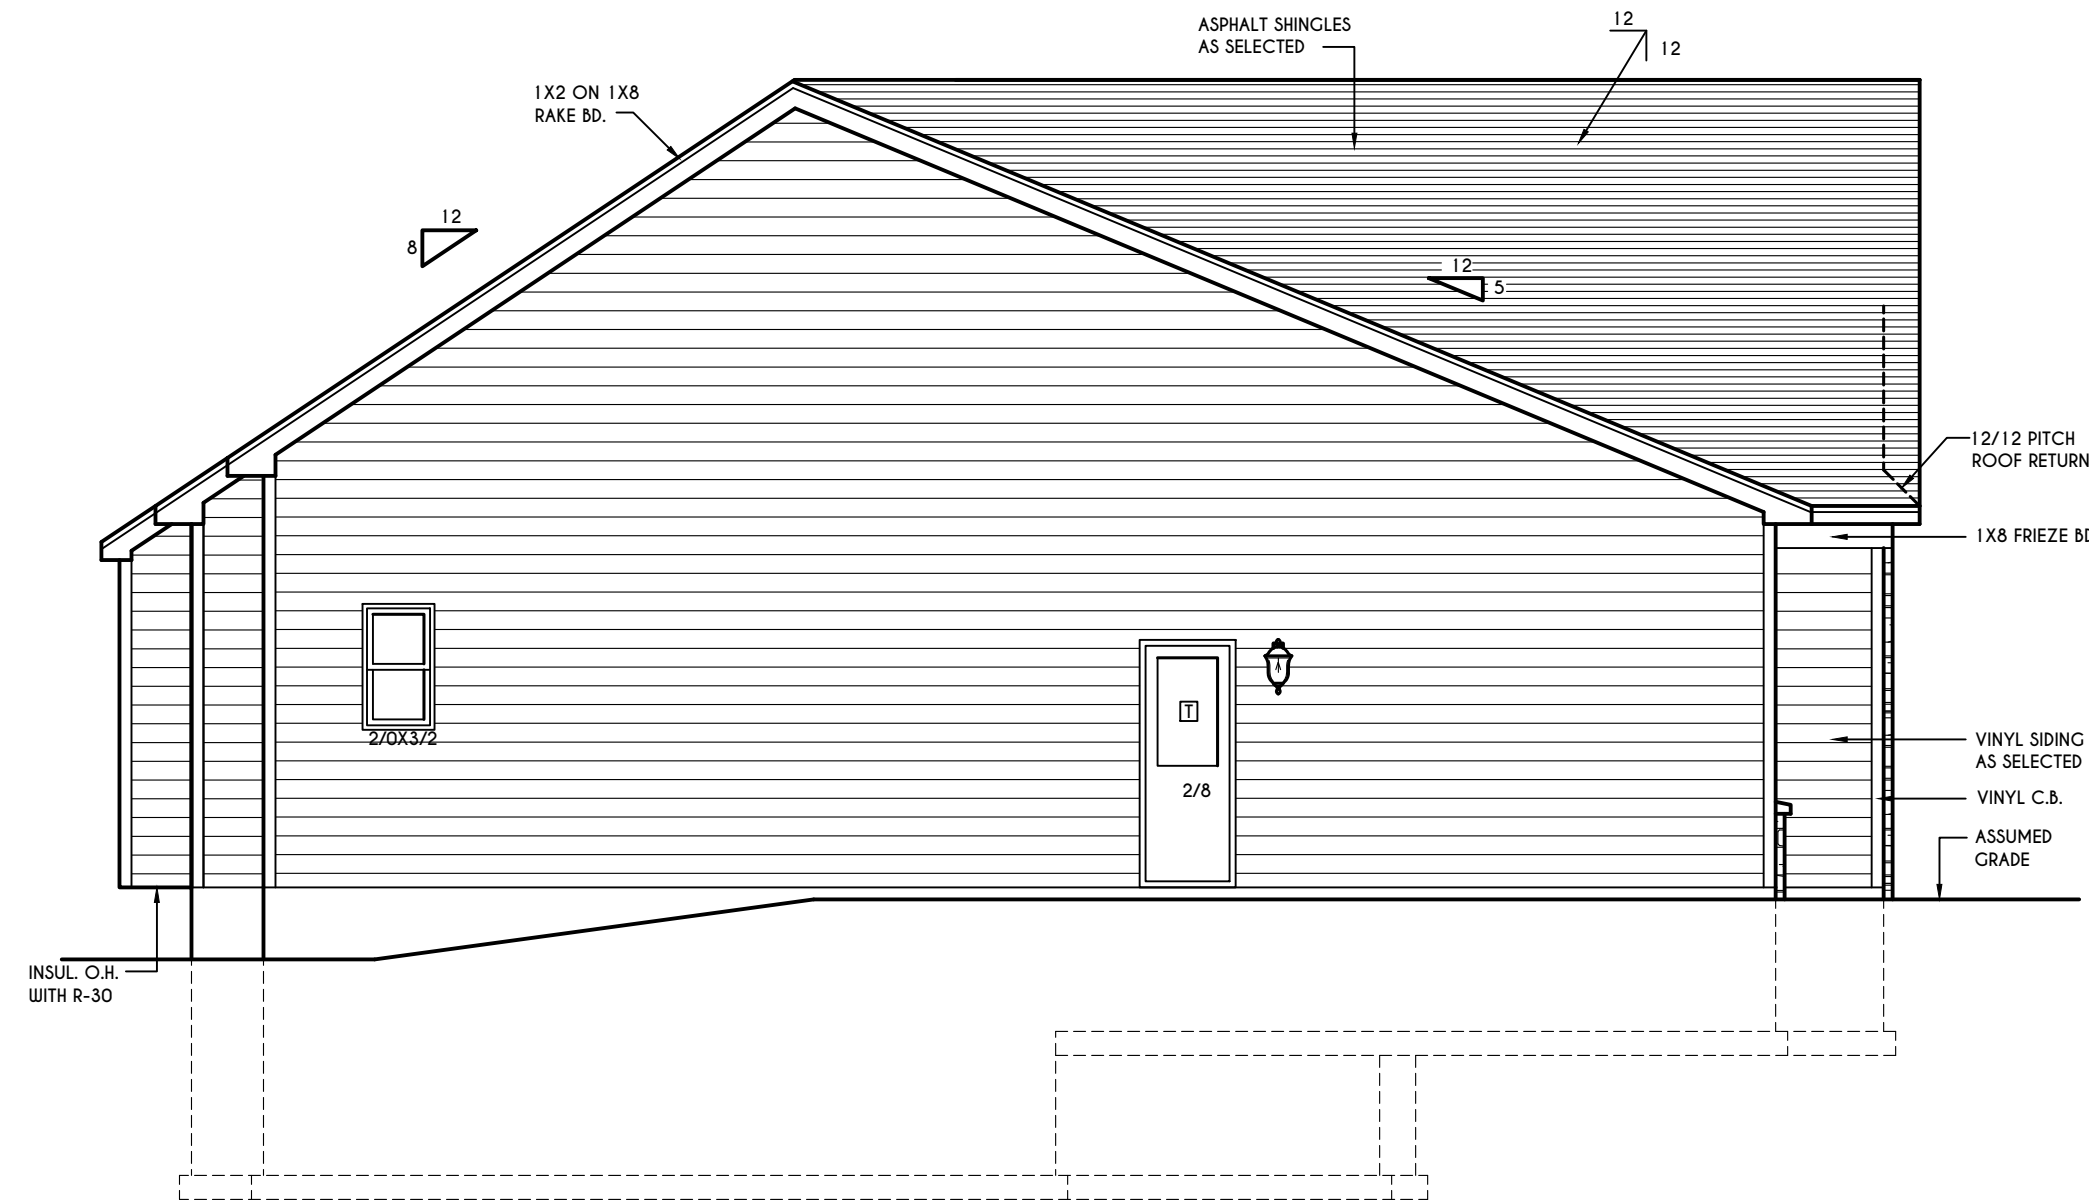 ASPHALT SHINGLES
AS SELECTED
12
12
1X2 ON 1X8
RAKE BD.
12
8
12
5
12/12 PITCH
ROOF RETURN
1X8 FRIEZE BD
2/0X3/2
T
2/8
VINYL SIDING
AS SELECTED
VINYL C.B.
ASSUMED
GRADE
INSUL. O.H.
WITH R-30